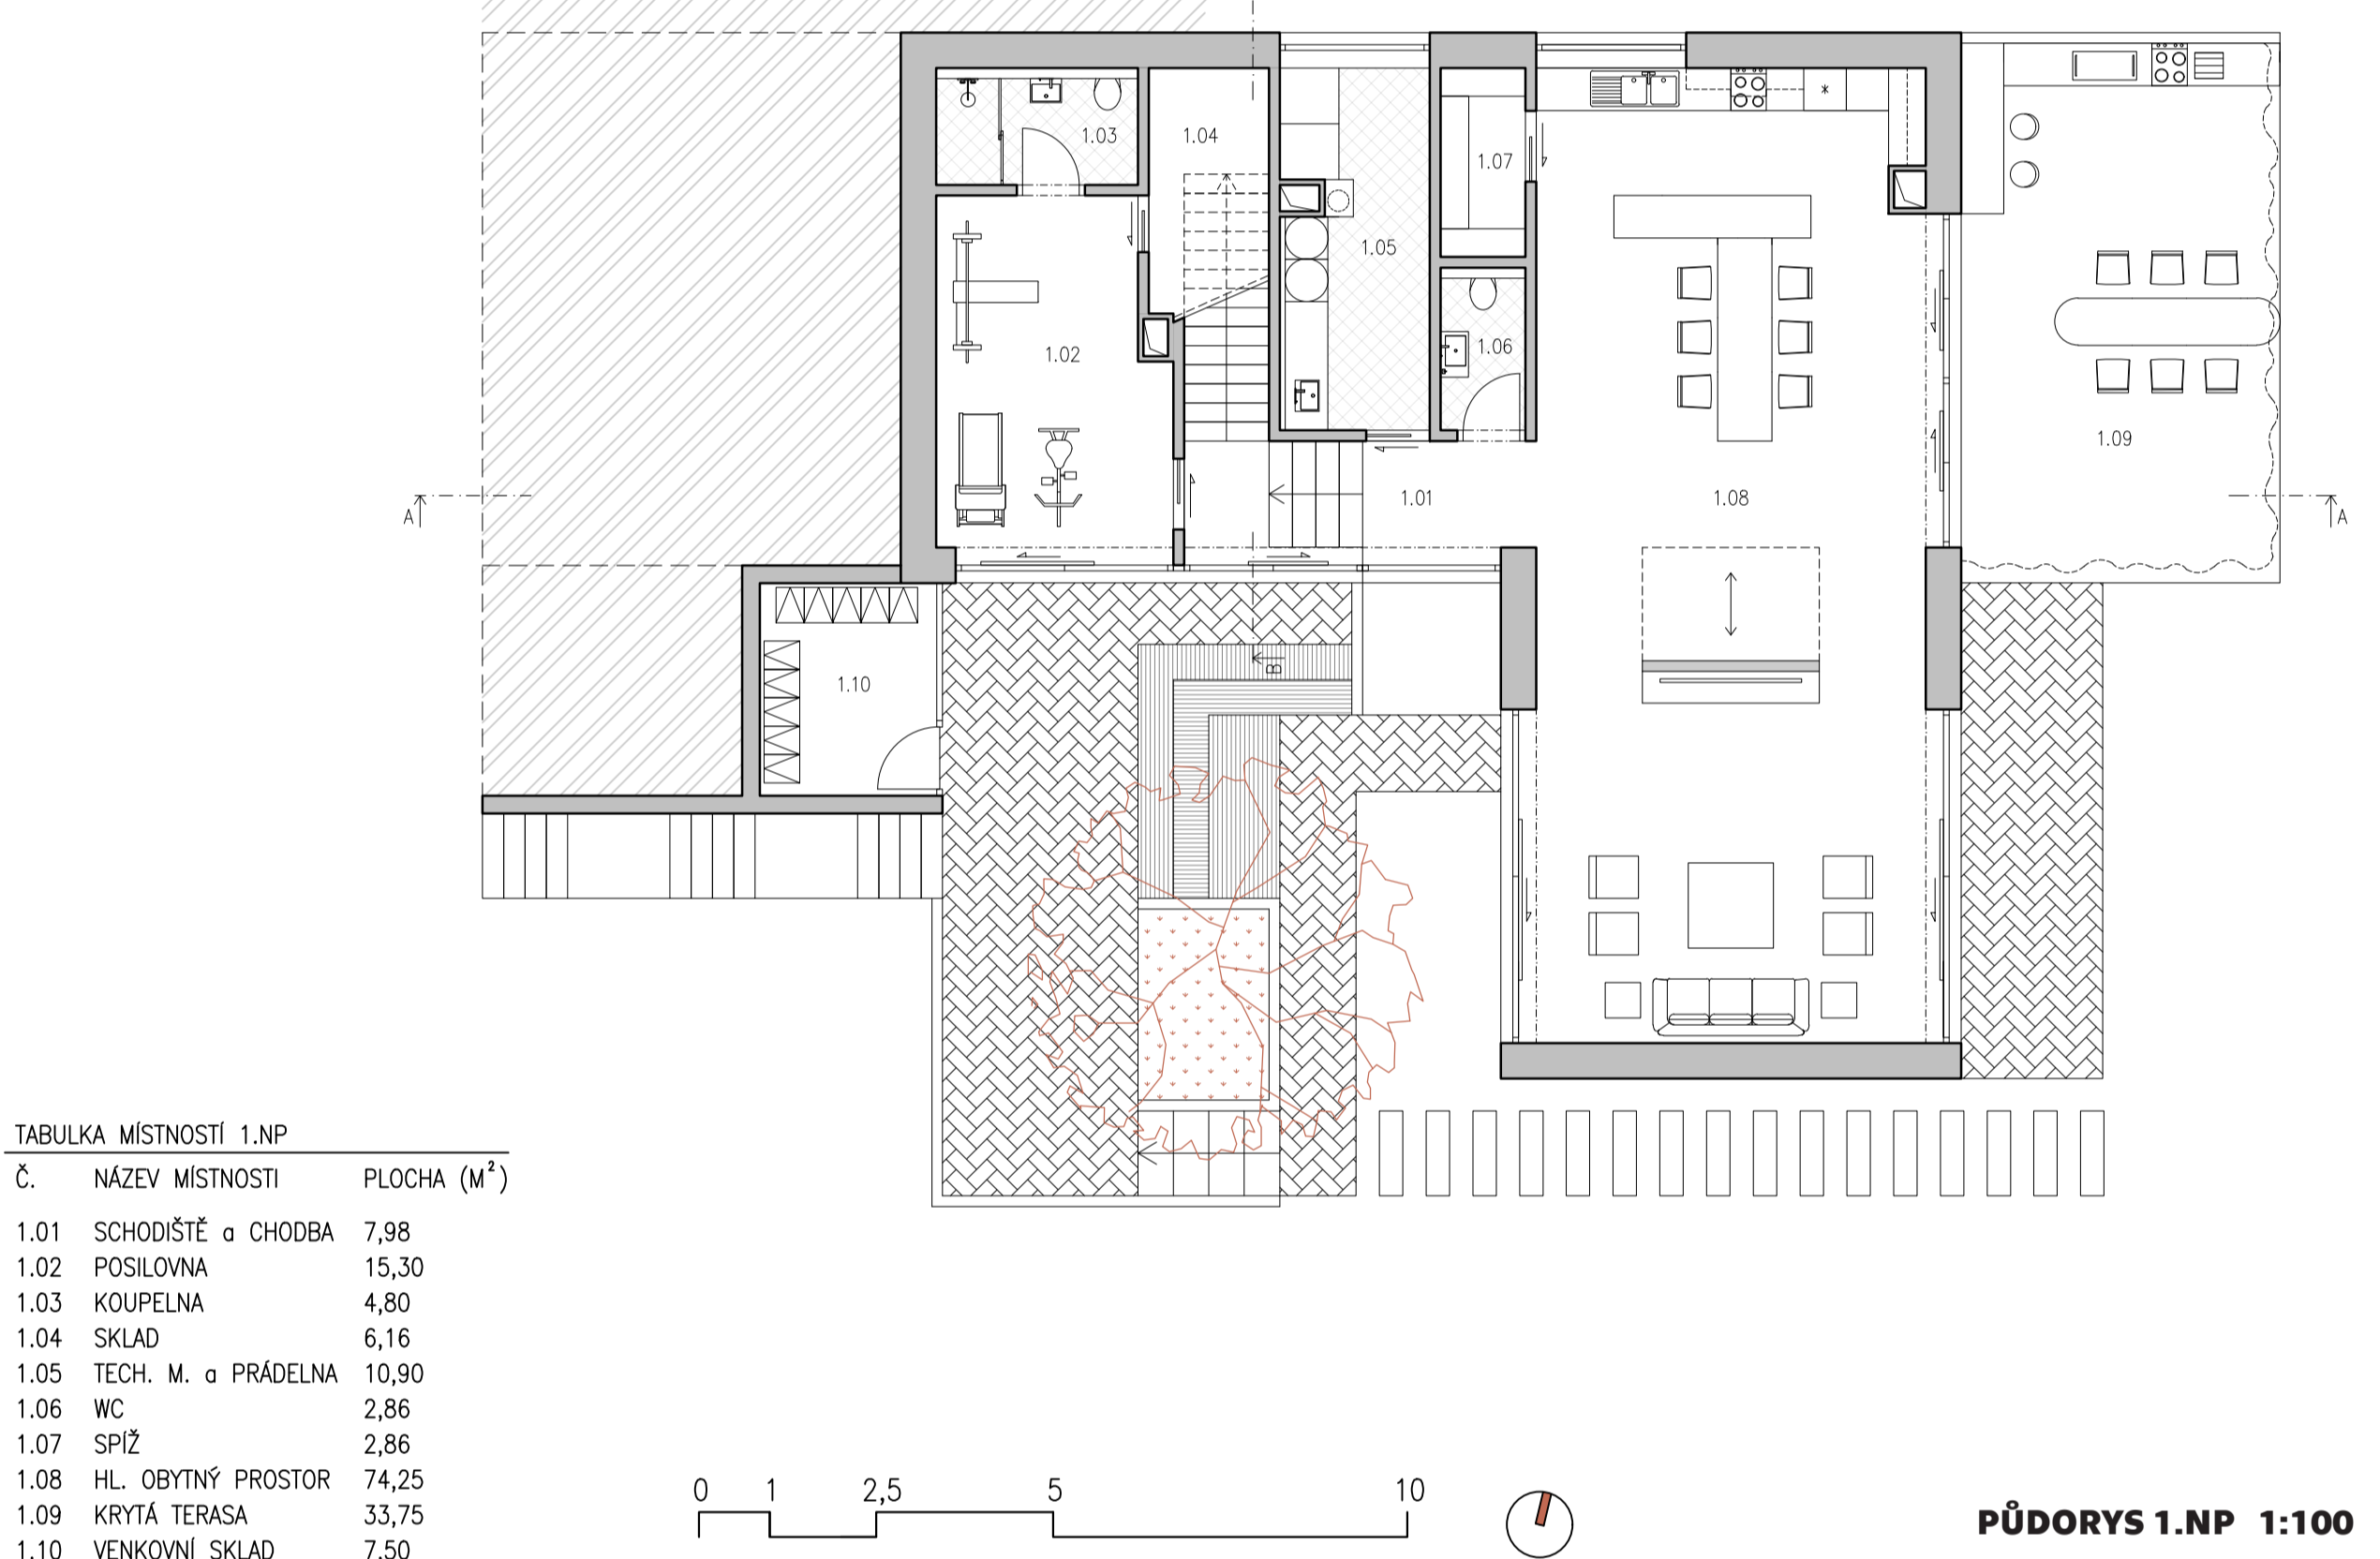 1.03
1.04
1.07
1.05
1.02
1.06
1.09
A
1.01
1.08
A
B
1.10
TABULKA MÍSTNOSTÍ 1.NP
Č. NÁZEV MÍSTNOSTI PLOCHA (M²)
1.01 SCHODIŠTĚ a CHODBA 7,98
1.02 POSILOVNA 15,30
1.03 KOUPELNA 4,80
1.04 SKLAD 6,16
1.05 TECH. M. a PRÁDELNA 10,90
1.06 WC 2,86
1.07 SPÍŽ 2,86
1.08 HL. OBYTNÝ PROSTOR 74,25
1.09 KRYTÁ TERASA 33,75
1.10 VENKOVNÍ SKLAD 7,50
0 1 2,5 5 10
PŮDORYS 1.NP 1:100